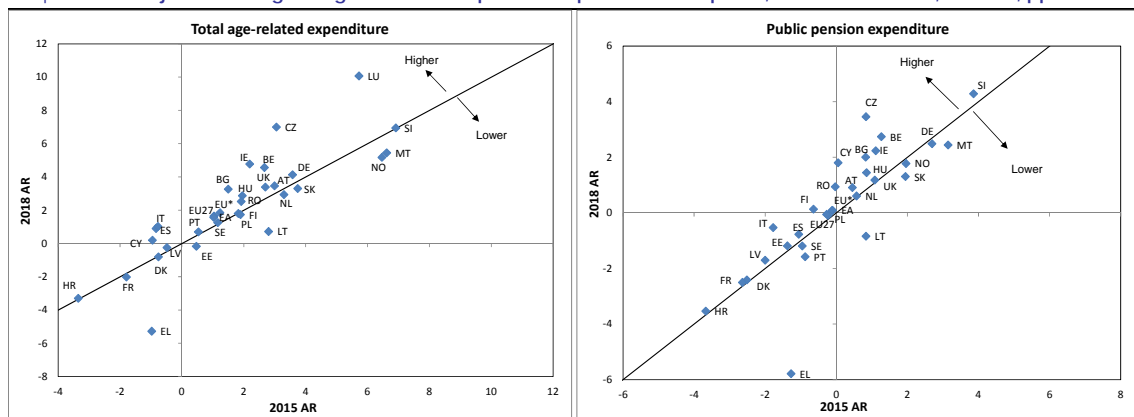 Total age-related expenditure
12
10
8
6
4
2
0
-2
-4
-6
-8
-4
-2
0
2
4
6
8
10
12
2018 AR
2015 AR
Higher
Lower
LU
CZ
SI
MT
NO
IE
BE
DE
UK
AT
SK
BG
HU
RO
NL
EU*
EU27
EA
FI
PL
IT
ES
PT
SE
LT
CY
LV
EE
DK
FR
HR
EL
Public pension expenditure
6
4
2
0
-2
-4
-6
-6
-4
-2
0
2
4
6
8
2018 AR
2015 AR
Higher
Lower
SI
CZ
BE
DE
MT
IE
BG
CY
NO
HU
UK
RO
AT
NL
EU*
FI
EA
PL
EU27
IT
ES
LT
EE
SE
PT
LV
FR
DK
HR
EL